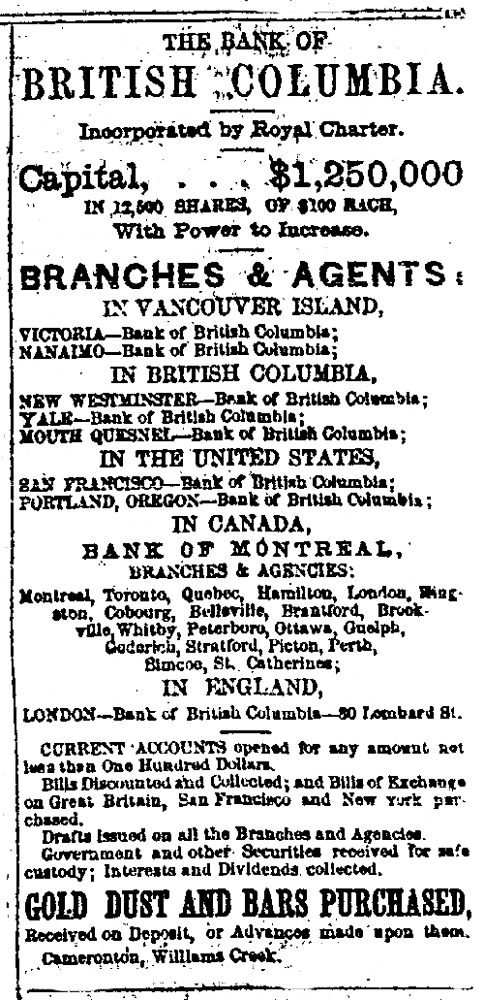 THE BANK OF
BRITISH COLUMBIA.
Incorporated by Royal Charter.
Capital, . . . $1,250,000
IN 12,500 SHARES, OF $100 EACH,
With Power to Increase.
BRANCHES & AGENTS:
IN VANCOUVER ISLAND,
VICTORIA—Bank of British Columbia;
NANAIMO—Bank of British Columbia;
IN BRITISH COLUMBIA,
NEW WESTMINSTER—Bank of British Columbia;
YALE—Bank of British Columbia;
MOUTH QUESNEL—Bank of British Columbia;
IN THE UNITED STATES,
SAN FRANCISCO—Bank of British Columbia;
PORTLAND, OREGON—Bank of British Columbia;
IN CANADA,
BANK OF MONTREAL,
BRANCHES & AGENCIES:
Montreal, Toronto, Quebec, Hamilton, London, King-
ston, Cobourg, Belleville, Brantford, Brook-
ville, Whitby, Peterboro, Ottawa, Guelph,
Goderich, Stratford, Picton, Perth,
Simcoe, St. Catherines;
IN ENGLAND,
LONDON—Bank of British Columbia—80 Lombard St.
CURRENT ACCOUNTS opened for any amount not
less than One Hundred Dollars.
Bills Discounted and Collected; and Bills of Exchange
on Great Britain, San Francisco and New York pur-
chased.
Drafts issued on all the Branches and Agencies.
Government and other Securities received for safe
custody; Interests and Dividends collected.
GOLD DUST AND BARS PURCHASED,
Received on Deposit, or Advances made upon them.
Cameronton, Williams Creek.